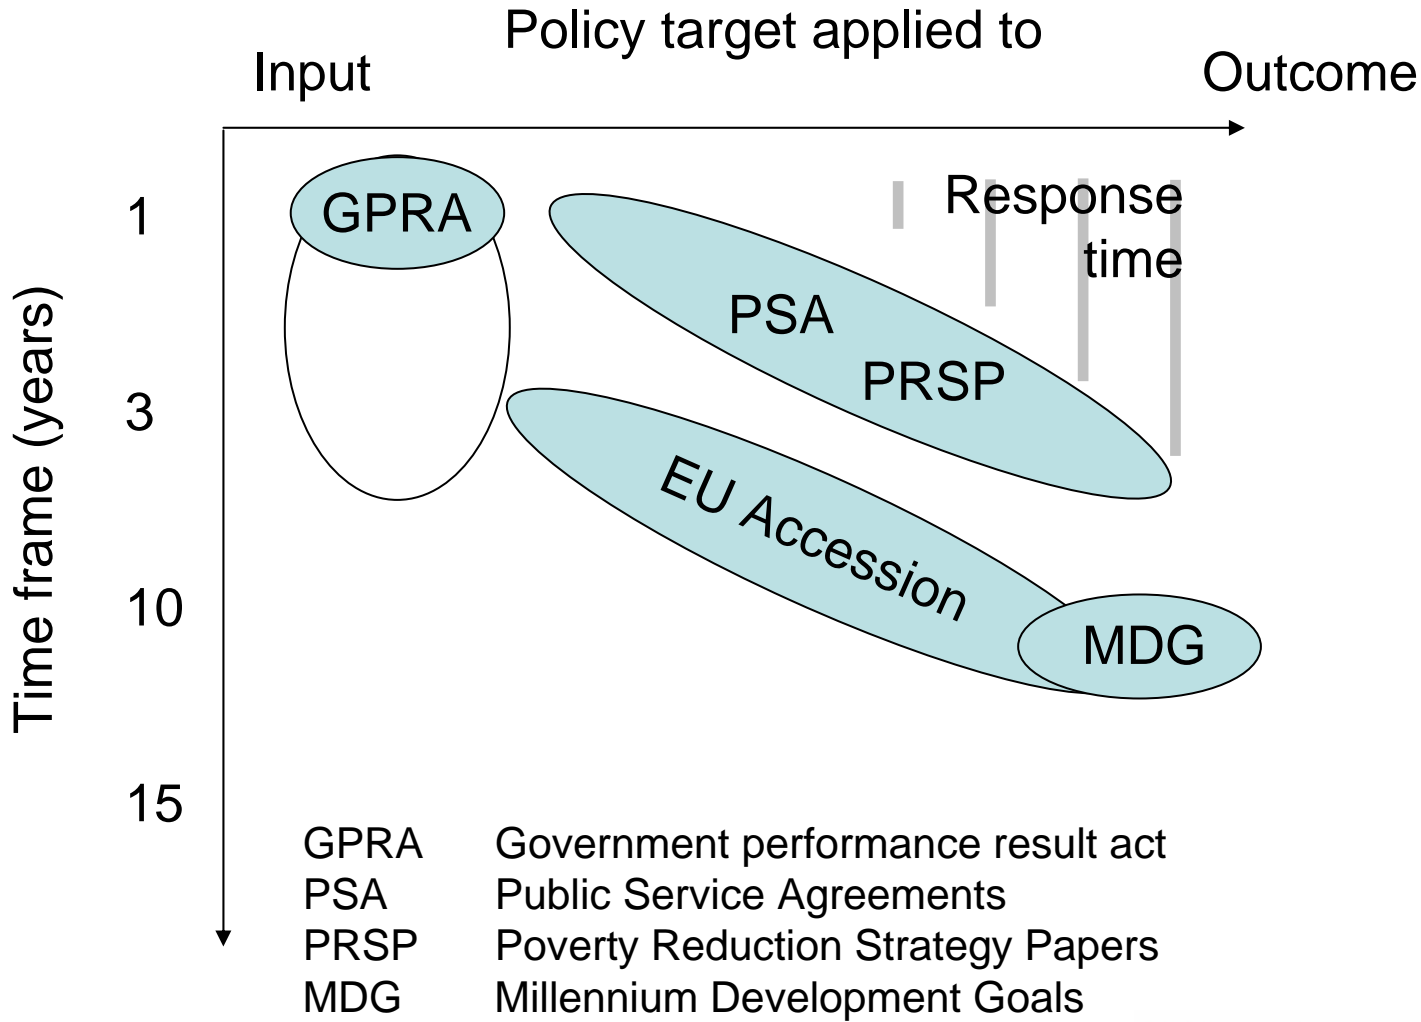 Policy target applied to
Input
Outcome
Time frame (years)
1
3
10
15
GPRA
Response
time
PSA
PRSP
EU Accession
MDG
GPRA Government performance result act
PSA Public Service Agreements
PRSP Poverty Reduction Strategy Papers
MDG Millennium Development Goals